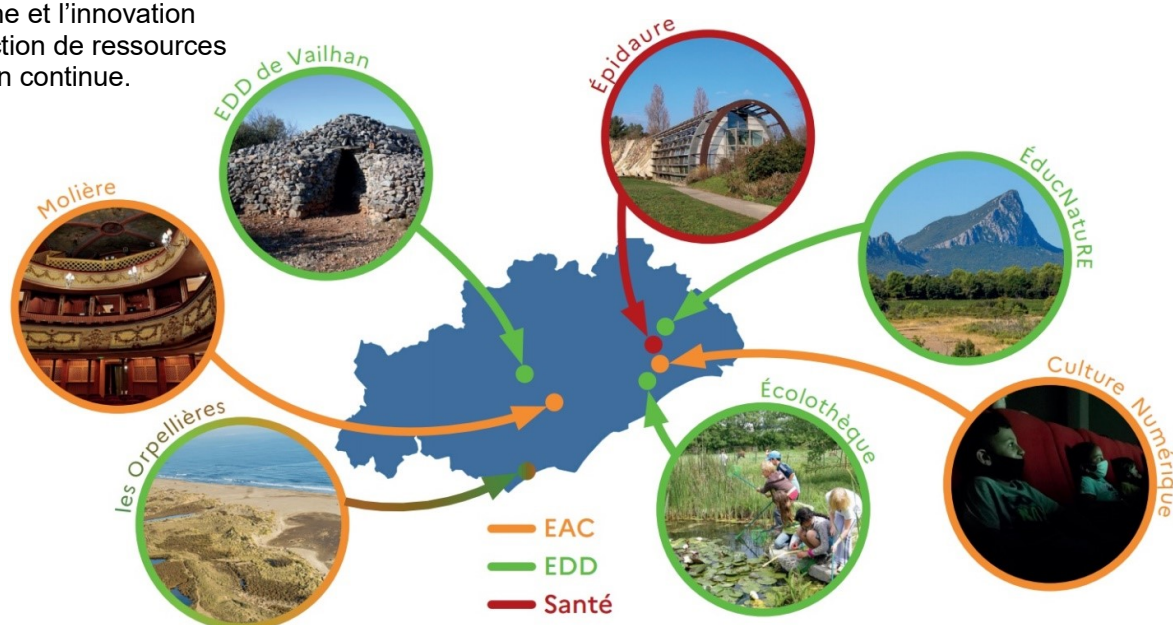 ne et l’innovation
ction de ressources
n continue.
EDD de Vailhan
Épidaure
ÉducNatuRE
Molière
les Orpellières
Écolothèque
Culture Numérique
EAC
EDD
Santé